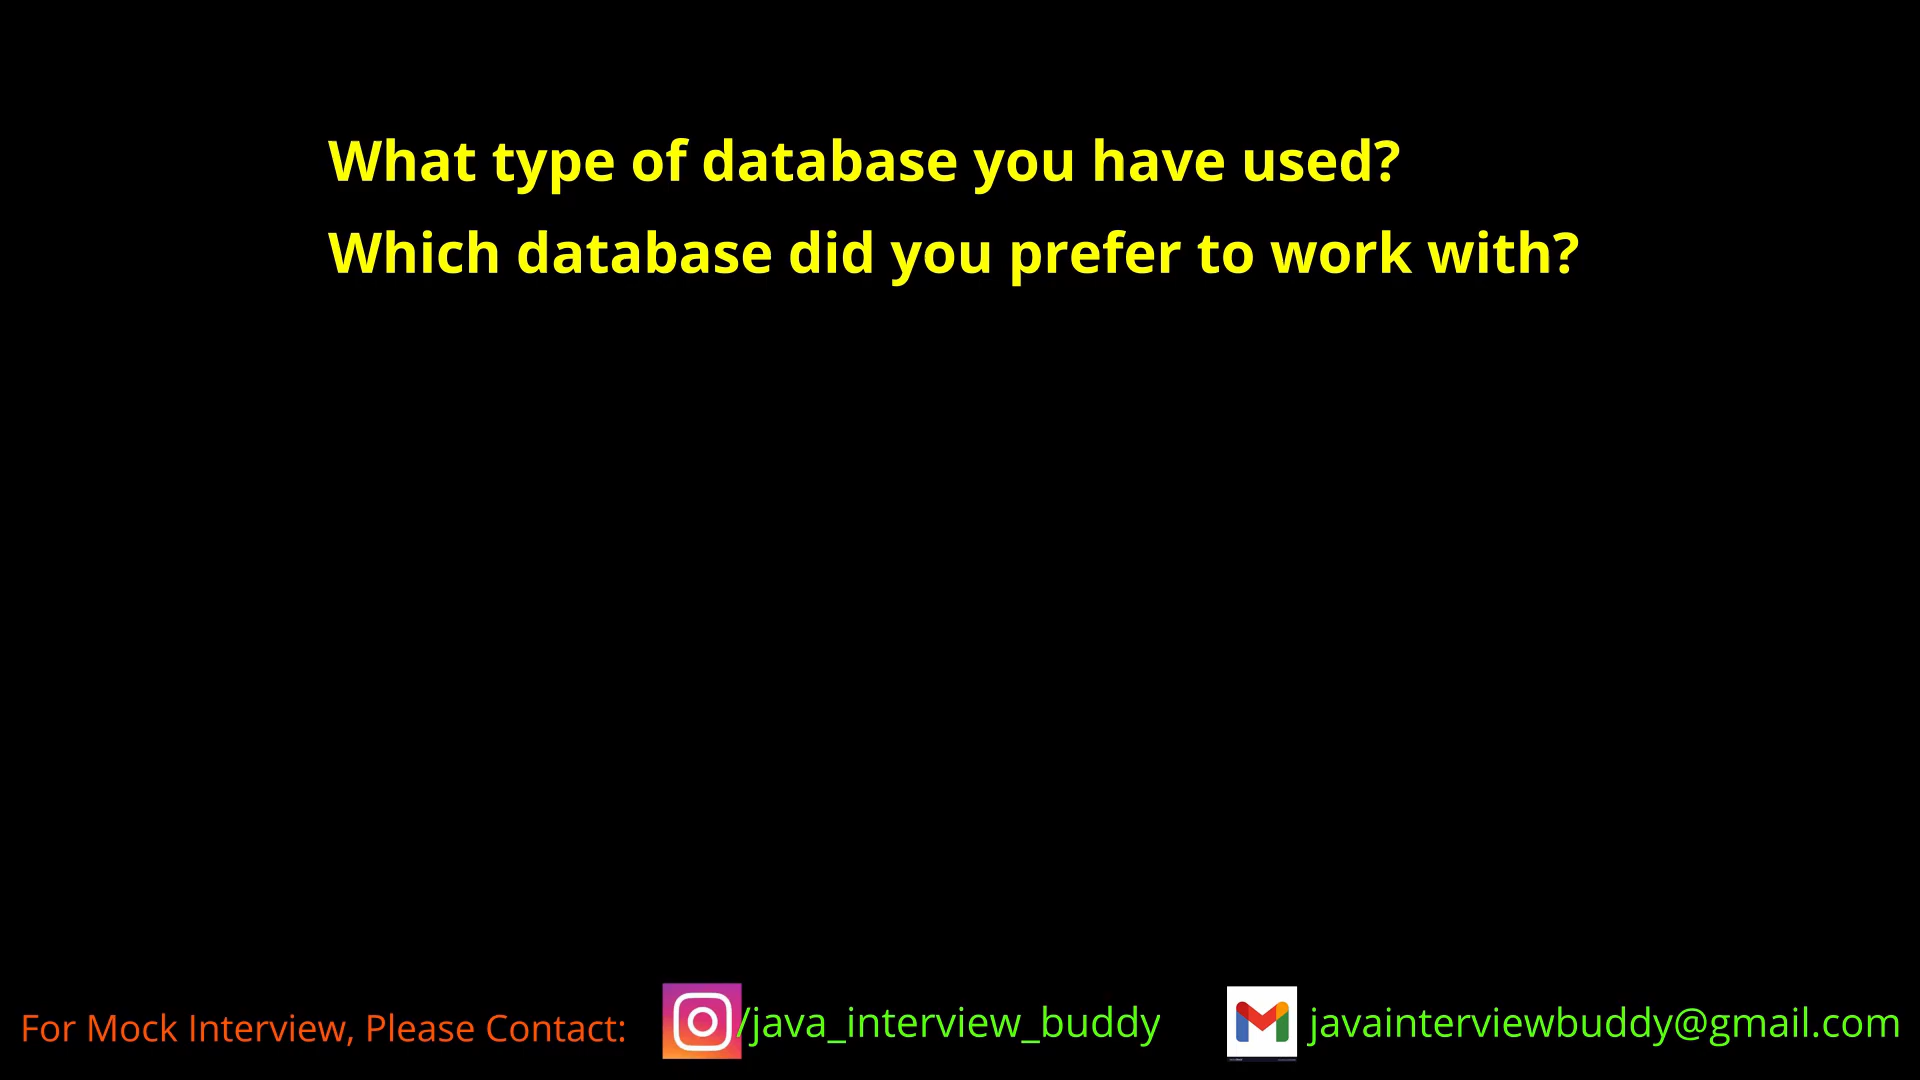 What type of database you have used?
Which database did you prefer to work with?
For Mock Interview, Please Contact: /java_interview_buddy javainterviewbuddy@gmail.com